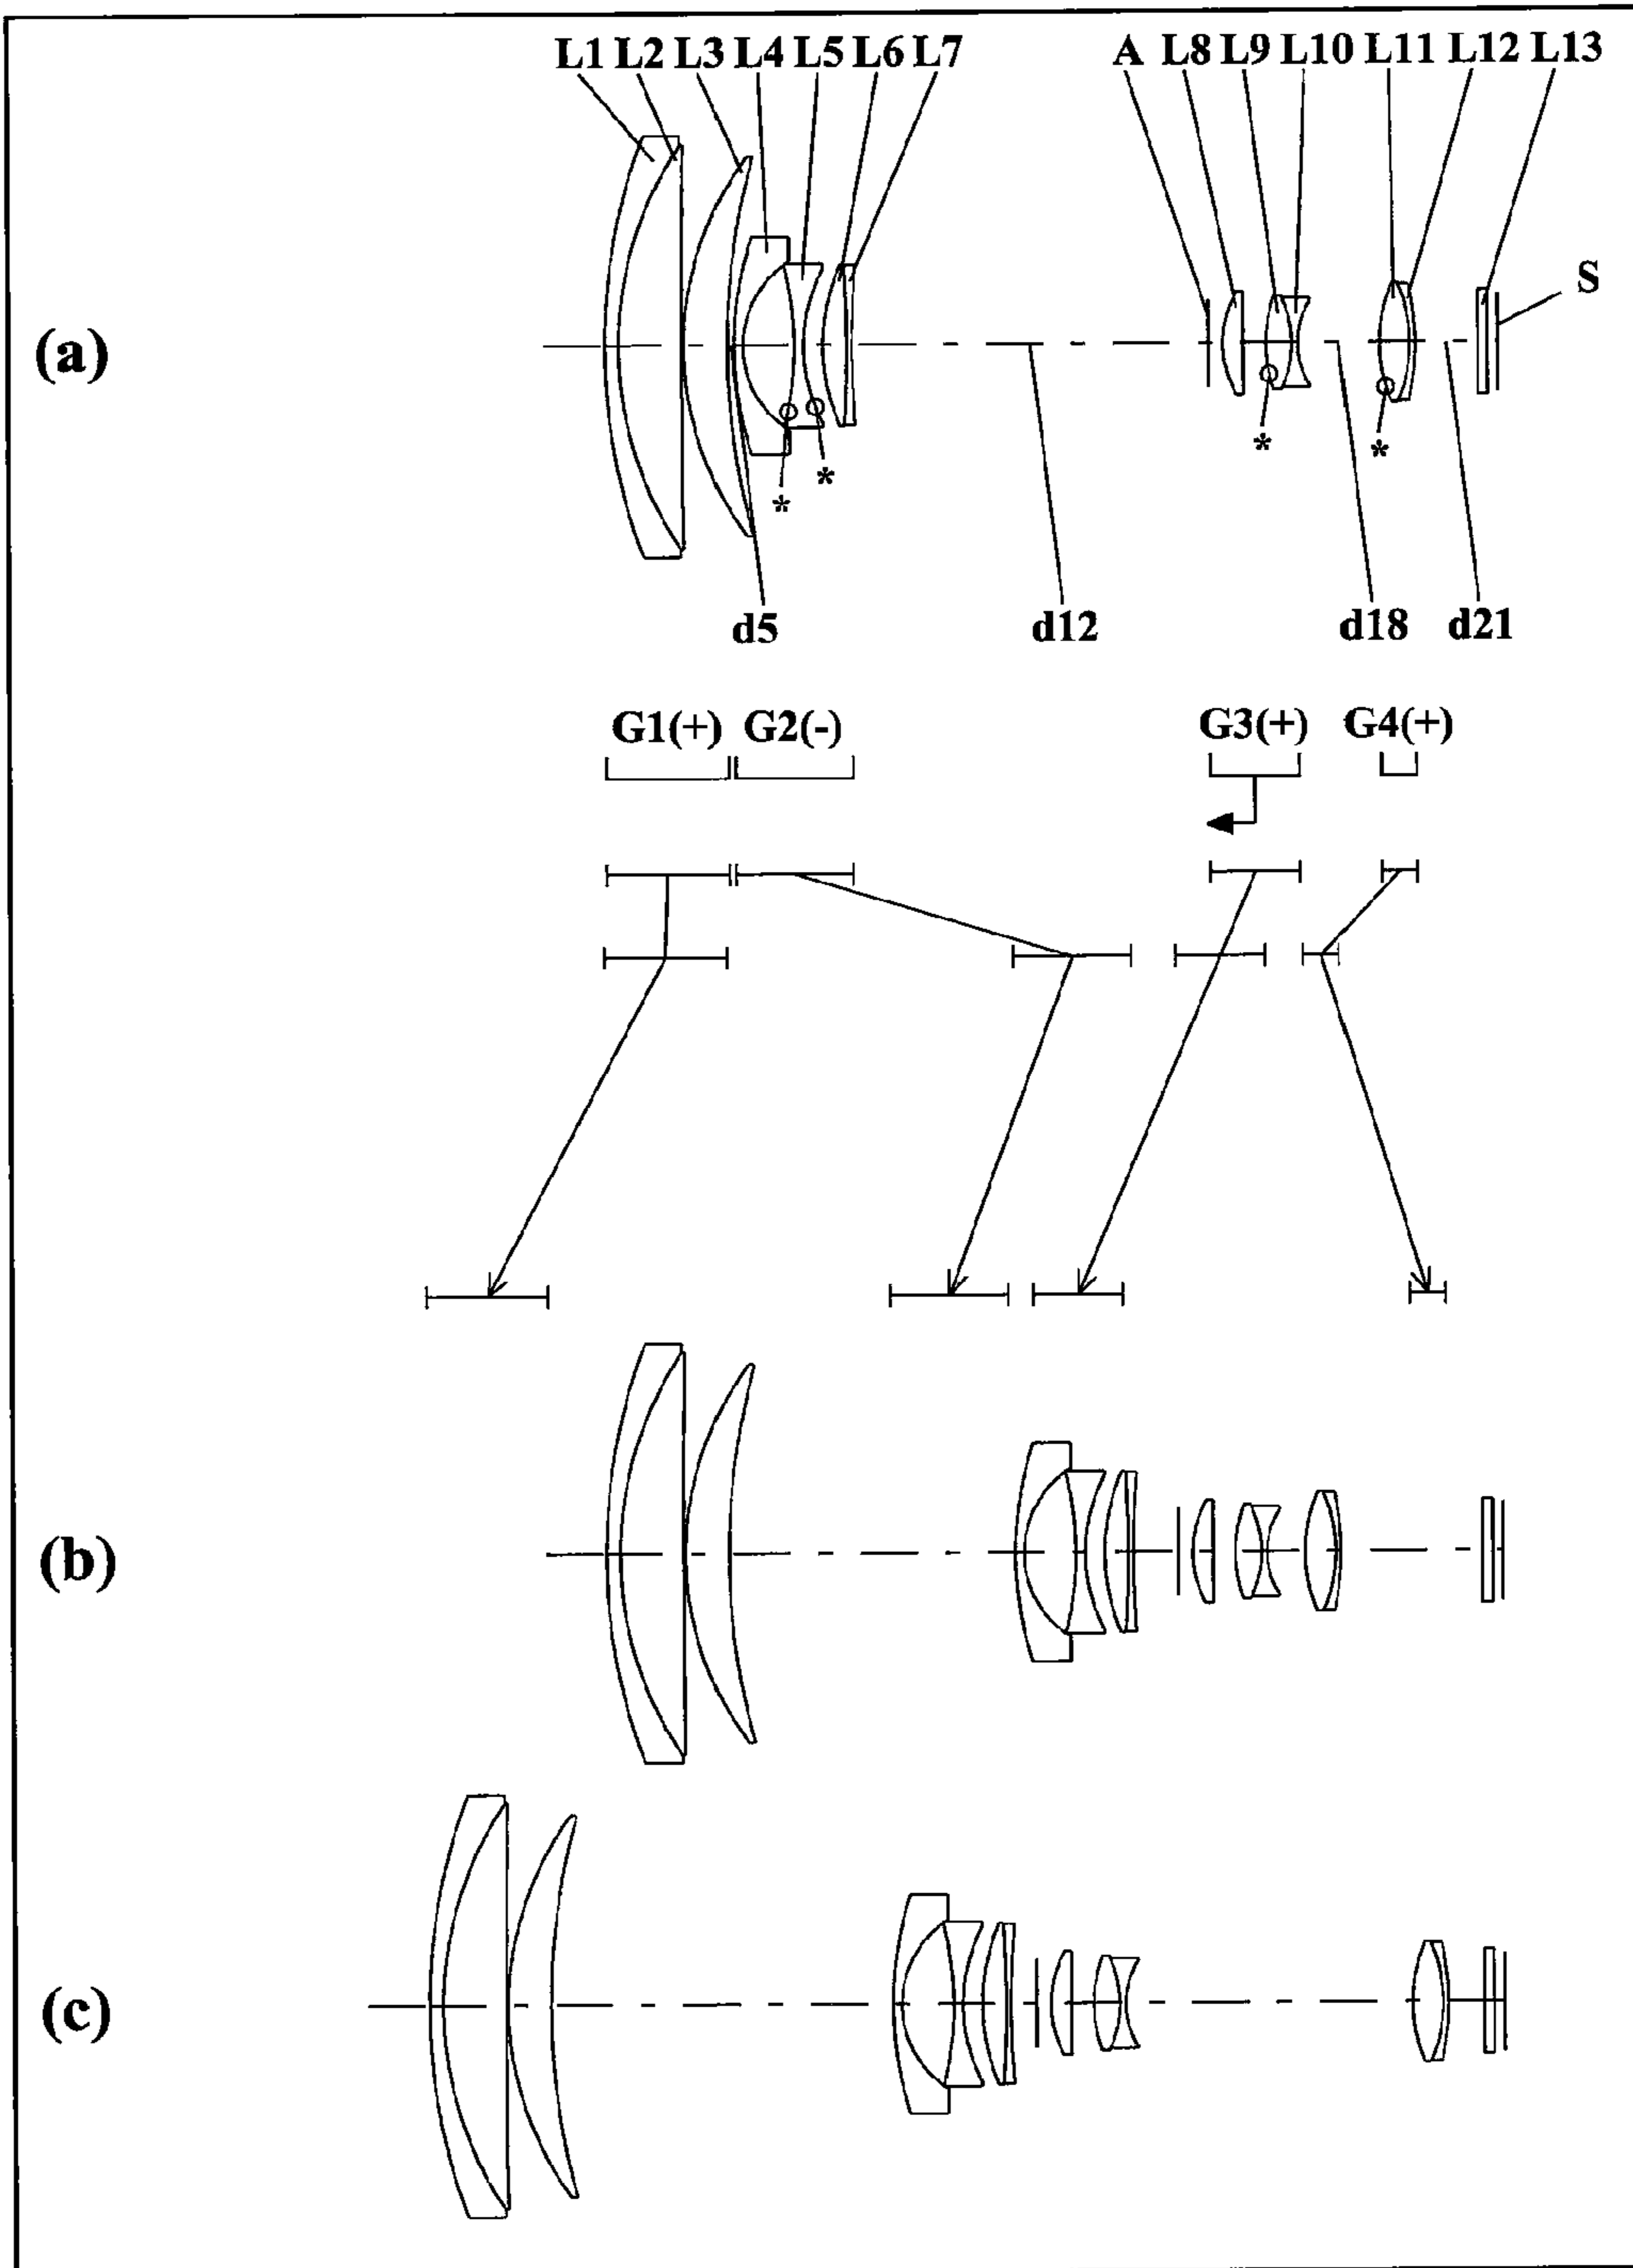 L1 L2 L3 L4 L5 L6 L7 A L8 L9 L10 L11 L12 L13
S
(a)
* * * *
d5 d12 d18 d21
G1(+) G2(-) G3(+) G4(+)
(b)
(c)